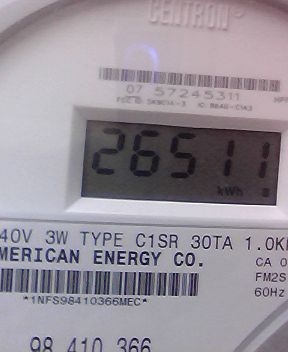 CENTRON®
07 57245311
26511
kWh
40V 3W TYPE C1SR 30TA 1.0K
MERICAN ENERGY CO.
CA 0
FM2S
60Hz
*1NFS98410366MEC*
98 410 366